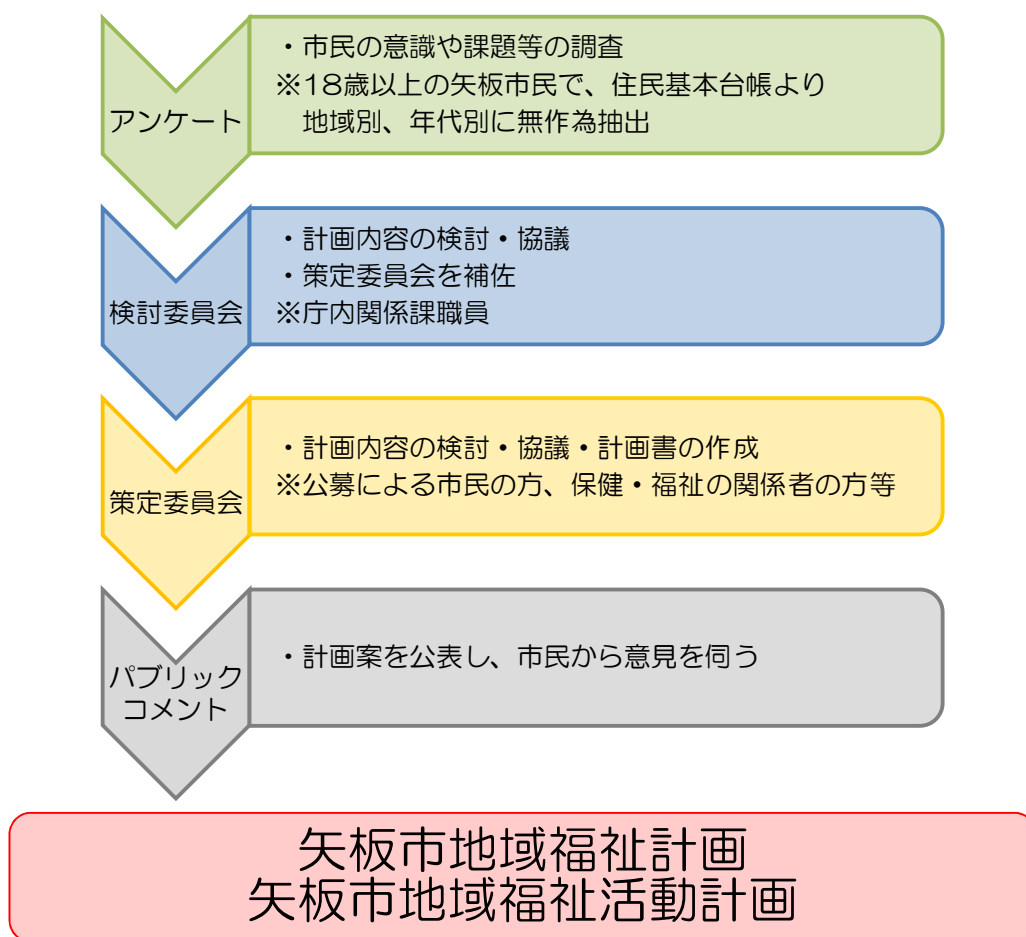 アンケート
・市民の意識や課題等の調査
※18歳以上の矢板市民で、住民基本台帳より
地域別、年代別に無作為抽出
検討委員会
・計画内容の検討・協議
・策定委員会を補佐
※庁内関係課職員
策定委員会
・計画内容の検討・協議・計画書の作成
※公募による市民の方、保健・福祉の関係者の方等
パブリック
コメント
・計画案を公表し、市民から意見を伺う
矢板市地域福祉計画
矢板市地域福祉活動計画